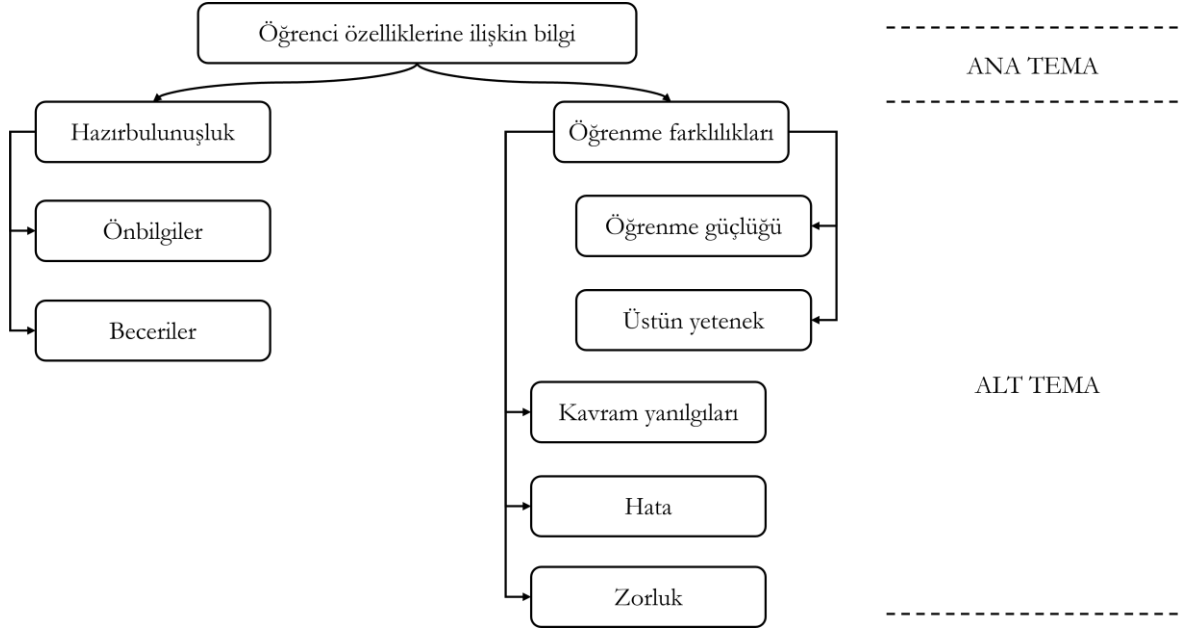 Öğrenci özelliklerine ilişkin bilgi
ANA TEMA
Hazırbulunuşluk
Öğrenme farklılıkları
Önbilgiler
Öğrenme güçlüğü
Beceriler
Üstün yetenek
ALT TEMA
Kavram yanılgıları
Hata
Zorluk